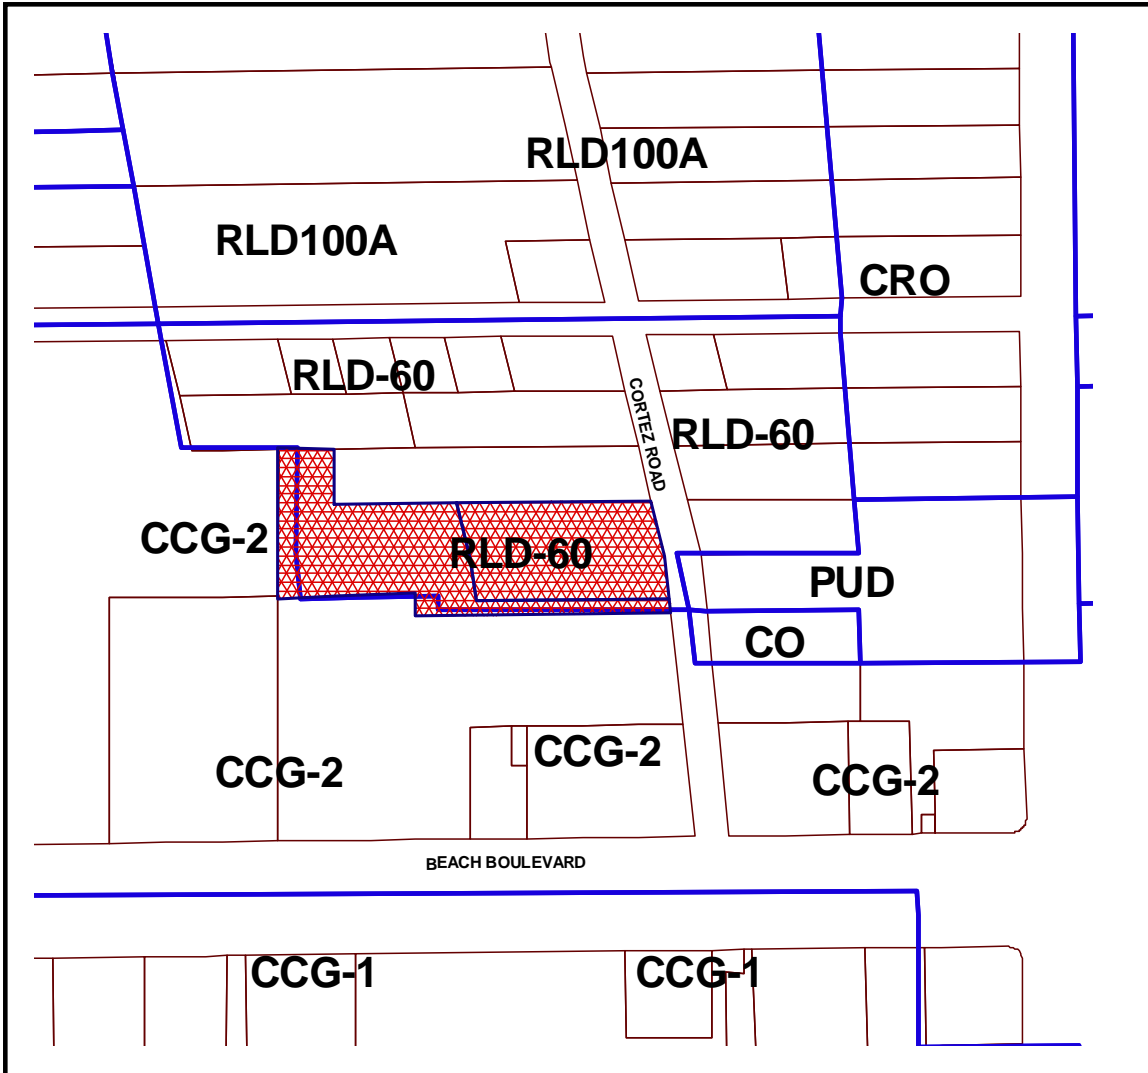 RLD100A
RLD100A
CRO
RLD-60
CORTEZ ROAD
RLD-60
CCG-2
RLD-60
PUD
CO
CCG-2
CCG-2
CCG-2
BEACH BOULEVARD
CCG-1
CCG-1